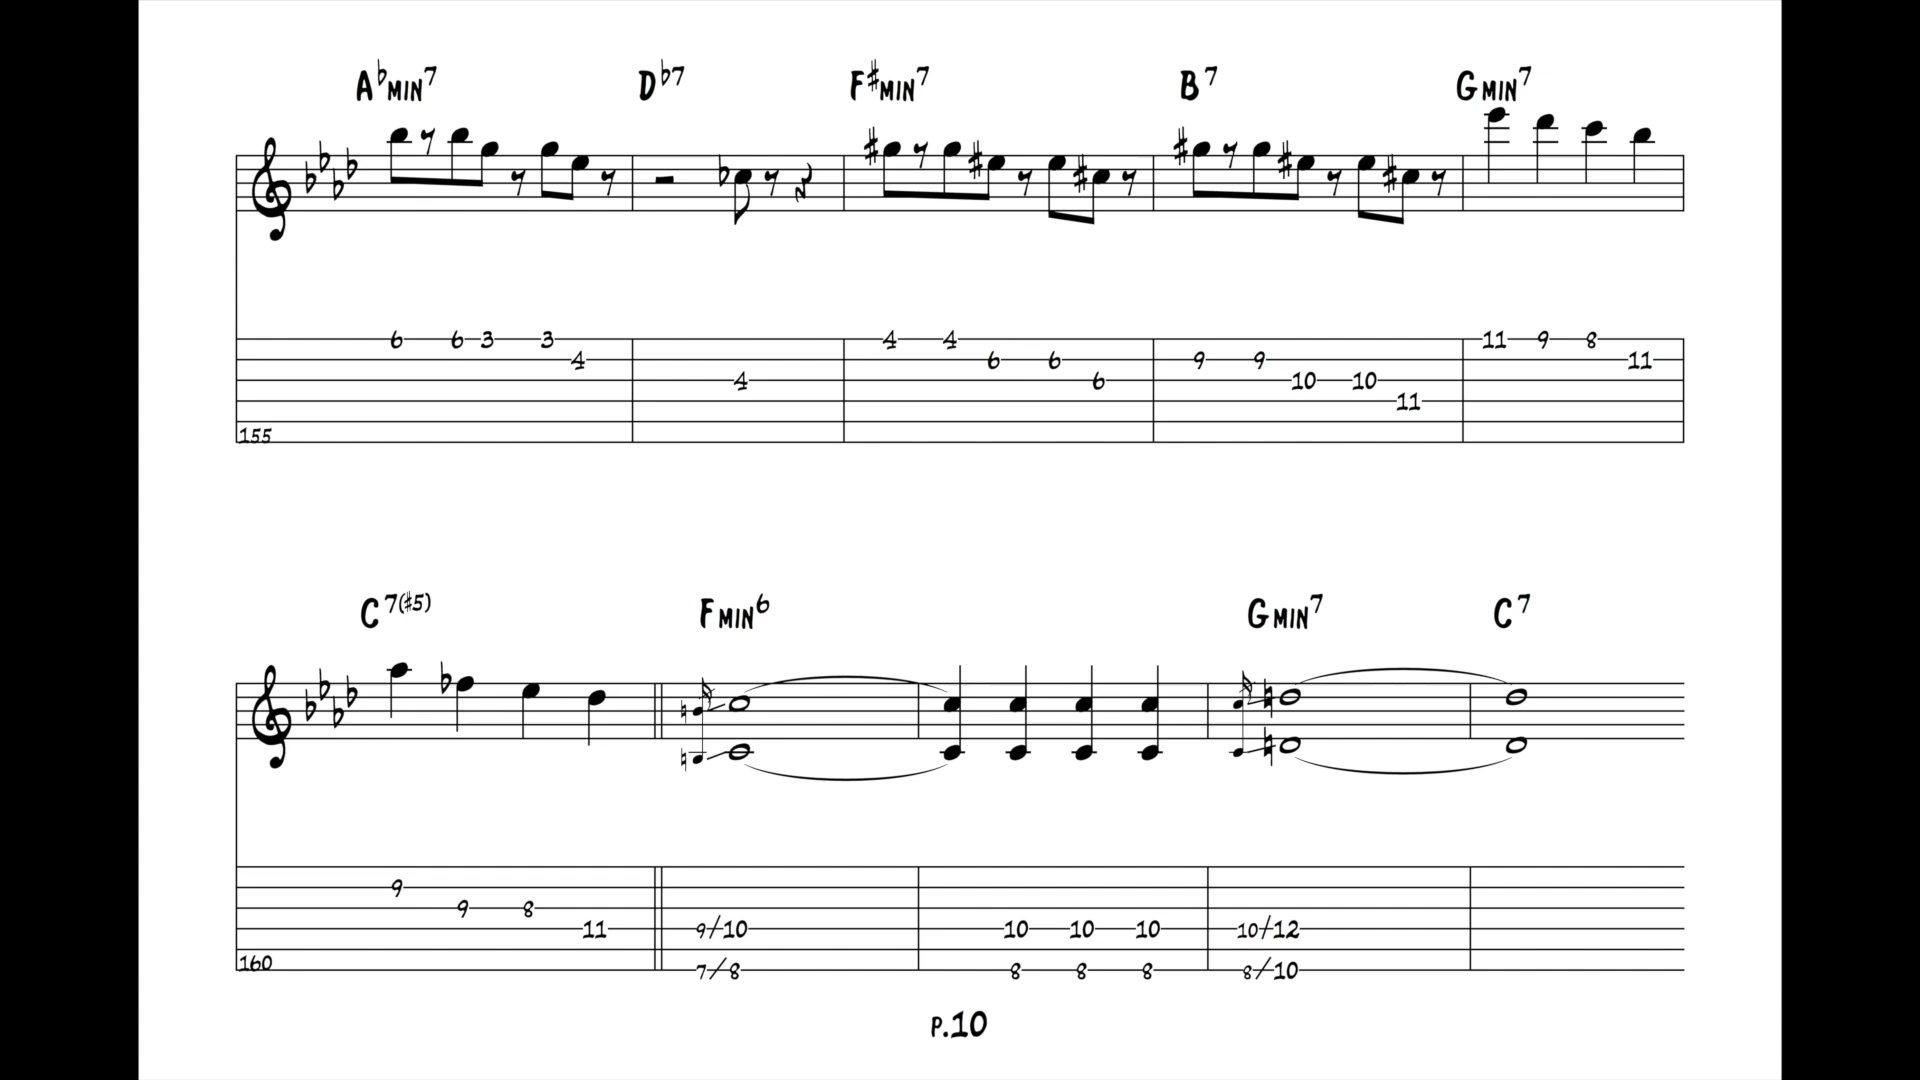 A♭MIN7 D♭7 F♯MIN7 B7 GMIN7
6 6 3 3 4 4 4 4 6 6 6 9 9 10 10 11 11 9 8 11
155
C7(♯5) FMIN6 GMIN7 C7
9 9 8 11 9/10 10 10 10 10/12
7/8 8 8 8 8/10
160
P.10